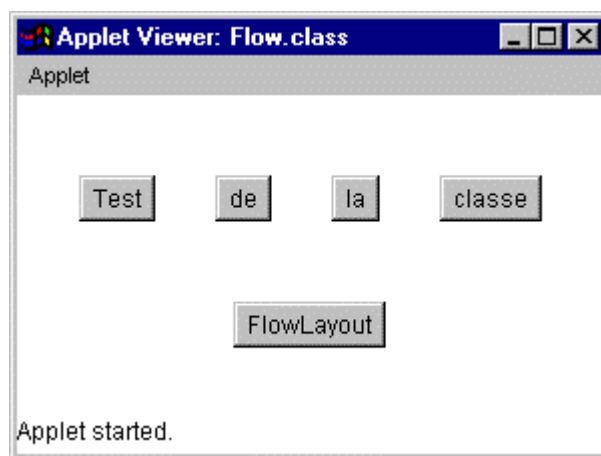 Applet Viewer: Flow.class
Applet
Test de la classe
FlowLayout
Applet started.